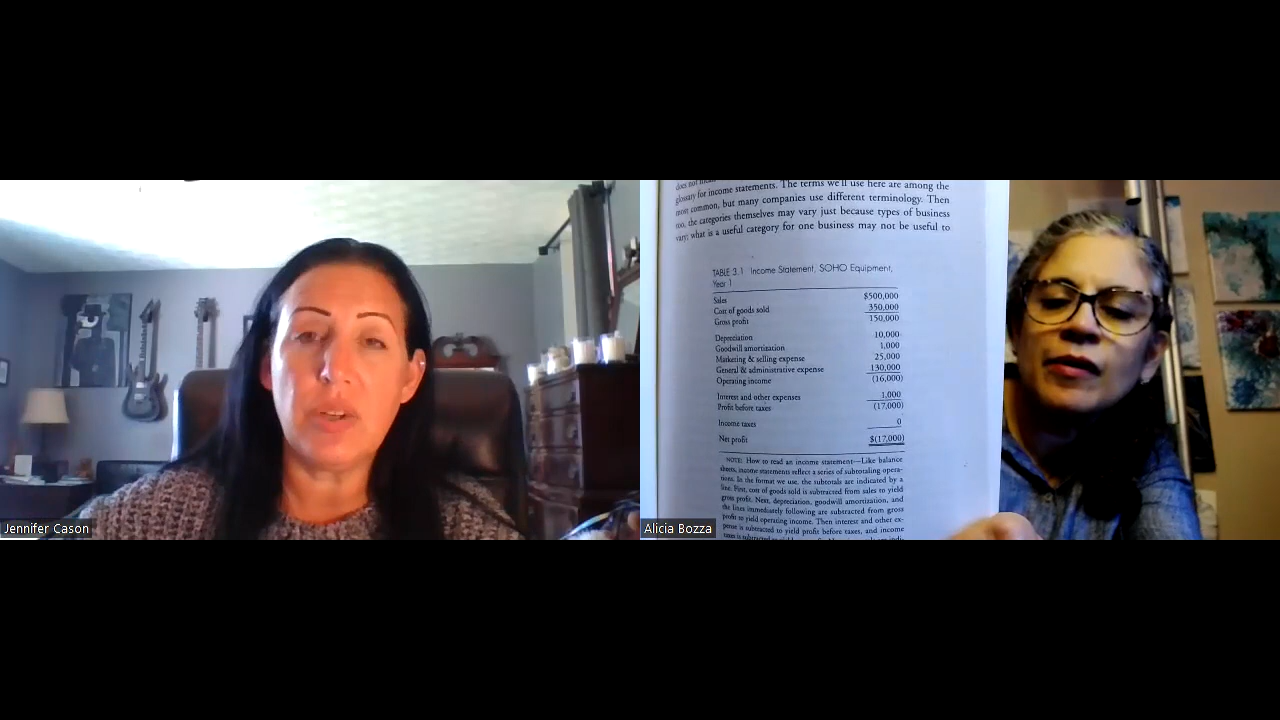 glossary for income statements. The terms we'll use here are among the
most common, but many companies use different terminology. Then
too, the categories themselves may vary just because types of business
vary; what is a useful category for one business may not be useful to
TABLE 3.1 Income Statement, SOHO Equipment,
Year 1
Sales $500,000
Cost of goods sold 350,000
Gross profit 150,000
Depreciation 10,000
Goodwill amortization 1,000
Marketing & selling expense 25,000
General & administrative expense 130,000
Operating income (16,000)
Interest and other expenses 1,000
Profit before taxes (17,000)
Income taxes 0
Net profit $(17,000)
NOTE: How to read an income statement—Like balance
sheets, income statements reflect a series of subtotaling opera-
tions. In the format we use, the subtotals are indicated by a
line. First, cost of goods sold is subtracted from sales to yield
gross profit. Next, depreciation, goodwill amortization, and
the lines immediately following are subtracted from gross
profit to yield operating income. Then interest and other ex-
pense is subtracted to yield profit before taxes, and income
Jennifer Cason
Alicia Bozza